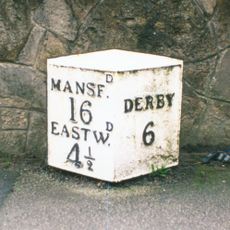 MANSF.D
16
EASTW.D
4½
DERBY
6